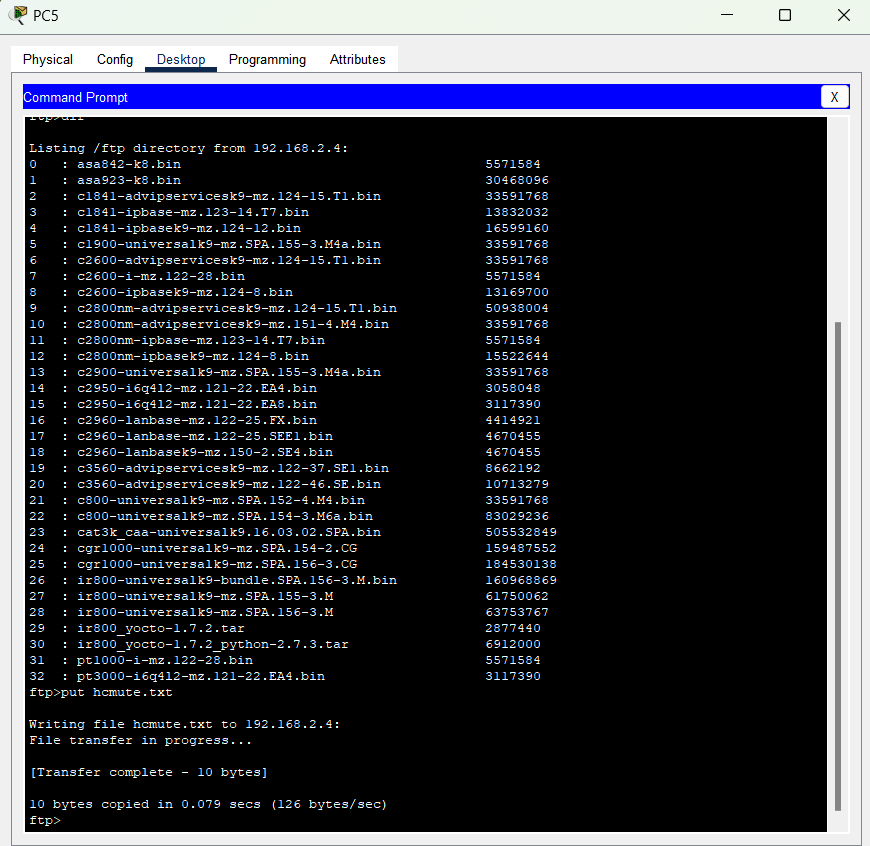 PC5
Physical Config Desktop Programming Attributes
Command Prompt X
ftp>dir
Listing /ftp directory from 192.168.2.4:
0 : asa842-k8.bin 5571584
1 : asa923-k8.bin 30468096
2 : c1841-advipservicesk9-mz.124-15.T1.bin 33591768
3 : c1841-ipbase-mz.123-14.T7.bin 13832032
4 : c1841-ipbasek9-mz.124-12.bin 16599160
5 : c1900-universalk9-mz.SPA.155-3.M4a.bin 33591768
6 : c2600-advipservicesk9-mz.124-15.T1.bin 33591768
7 : c2600-i-mz.122-28.bin 5571584
8 : c2600-ipbasek9-mz.124-8.bin 13169700
9 : c2800nm-advipservicesk9-mz.124-15.T1.bin 50938004
10 : c2800nm-advipservicesk9-mz.151-4.M4.bin 33591768
11 : c2800nm-ipbase-mz.123-14.T7.bin 5571584
12 : c2800nm-ipbasek9-mz.124-8.bin 15522644
13 : c2900-universalk9-mz.SPA.155-3.M4a.bin 33591768
14 : c2950-i6q4l2-mz.121-22.EA4.bin 3058048
15 : c2950-i6q4l2-mz.121-22.EA8.bin 3117390
16 : c2960-lanbase-mz.122-25.FX.bin 4414921
17 : c2960-lanbase-mz.122-25.SEE1.bin 4670455
18 : c2960-lanbasek9-mz.150-2.SE4.bin 4670455
19 : c3560-advipservicesk9-mz.122-37.SE1.bin 8662192
20 : c3560-advipservicesk9-mz.122-46.SE.bin 10713279
21 : c800-universalk9-mz.SPA.152-4.M4.bin 33591768
22 : c800-universalk9-mz.SPA.154-3.M6a.bin 83029236
23 : cat3k_caa-universalk9.16.03.02.SPA.bin 505532849
24 : cgr1000-universalk9-mz.SPA.154-2.CG 159487552
25 : cgr1000-universalk9-mz.SPA.156-3.CG 184530138
26 : ir800-universalk9-bundle.SPA.156-3.M.bin 160968869
27 : ir800-universalk9-mz.SPA.155-3.M 61750062
28 : ir800-universalk9-mz.SPA.156-3.M 63753767
29 : ir800_yocto-1.7.2.tar 2877440
30 : ir800_yocto-1.7.2_python-2.7.3.tar 6912000
31 : pt1000-i-mz.122-28.bin 5571584
32 : pt3000-i6q4l2-mz.121-22.EA4.bin 3117390
ftp>put hcmute.txt
Writing file hcmute.txt to 192.168.2.4:
File transfer in progress...
[Transfer complete - 10 bytes]
10 bytes copied in 0.079 secs (126 bytes/sec)
ftp>